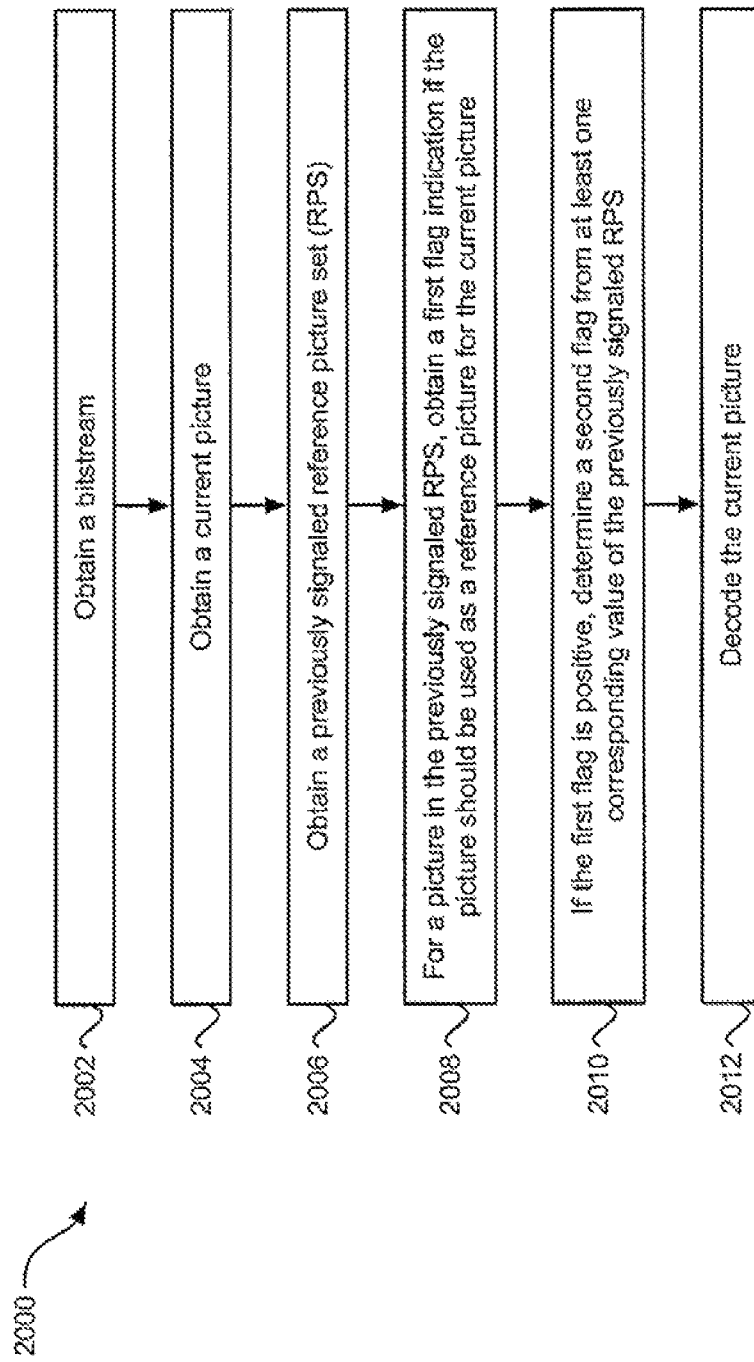 2000
2002
Obtain a bitstream
2004
Obtain a current picture
2006
Obtain a previously signaled reference picture set (RPS)
2008
For a picture in the previously signaled RPS, obtain a first flag indication if the
picture should be used as a reference picture for the current picture
2010
If the first flag is positive, determine a second flag from at least one
corresponding value of the previously signaled RPS
2012
Decode the current picture